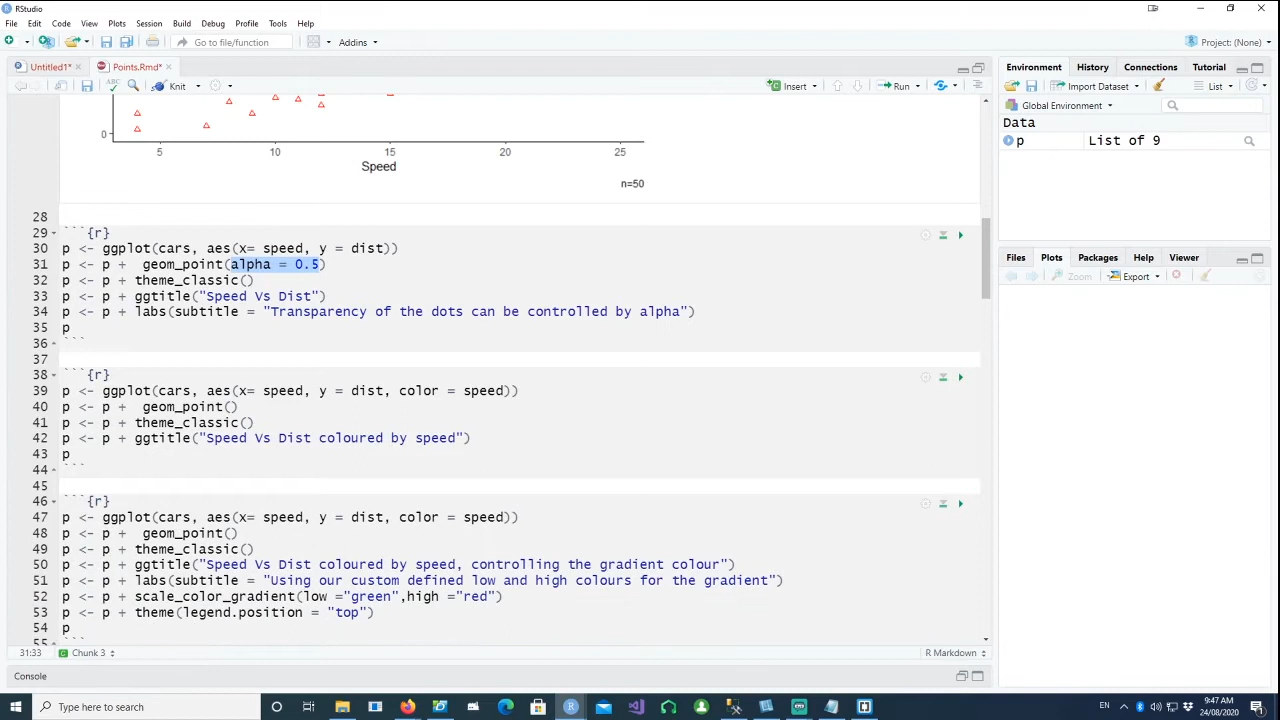 RStudio
File Edit Code View Plots Session Build Debug Profile Tools Help
Go to file/function Addins Project: (None)
Untitled1* Points.Rmd*
ABC Knit Insert Run
0
5 10 15 20 25
Speed
n=50
28
29 ```{r}
30 p <- ggplot(cars, aes(x= speed, y = dist))
31 p <- p +  geom_point(alpha = 0.5)
32 p <- p + theme_classic()
33 p <- p + ggtitle("Speed Vs Dist")
34 p <- p + labs(subtitle = "Transparency of the dots can be controlled by alpha")
35 p
36 ```
37
38 ```{r}
39 p <- ggplot(cars, aes(x= speed, y = dist, color = speed))
40 p <- p +  geom_point()
41 p <- p + theme_classic()
42 p <- p + ggtitle("Speed Vs Dist coloured by speed")
43 p
44 ```
45
46 ```{r}
47 p <- ggplot(cars, aes(x= speed, y = dist, color = speed))
48 p <- p +  geom_point()
49 p <- p + theme_classic()
50 p <- p + ggtitle("Speed Vs Dist coloured by speed, controlling the gradient colour")
51 p <- p + labs(subtitle = "Using our custom defined low and high colours for the gradient")
52 p <- p + scale_color_gradient(low ="green",high ="red")
53 p <- p + theme(legend.position = "top")
54 p
55 ```
31:33 Chunk 3 R Markdown
Console
Environment History Connections Tutorial
Import Dataset List
Global Environment
Data
p List of 9
Files Plots Packages Help Viewer
Zoom Export
Type here to search
EN 9:47 AM
24/08/2020